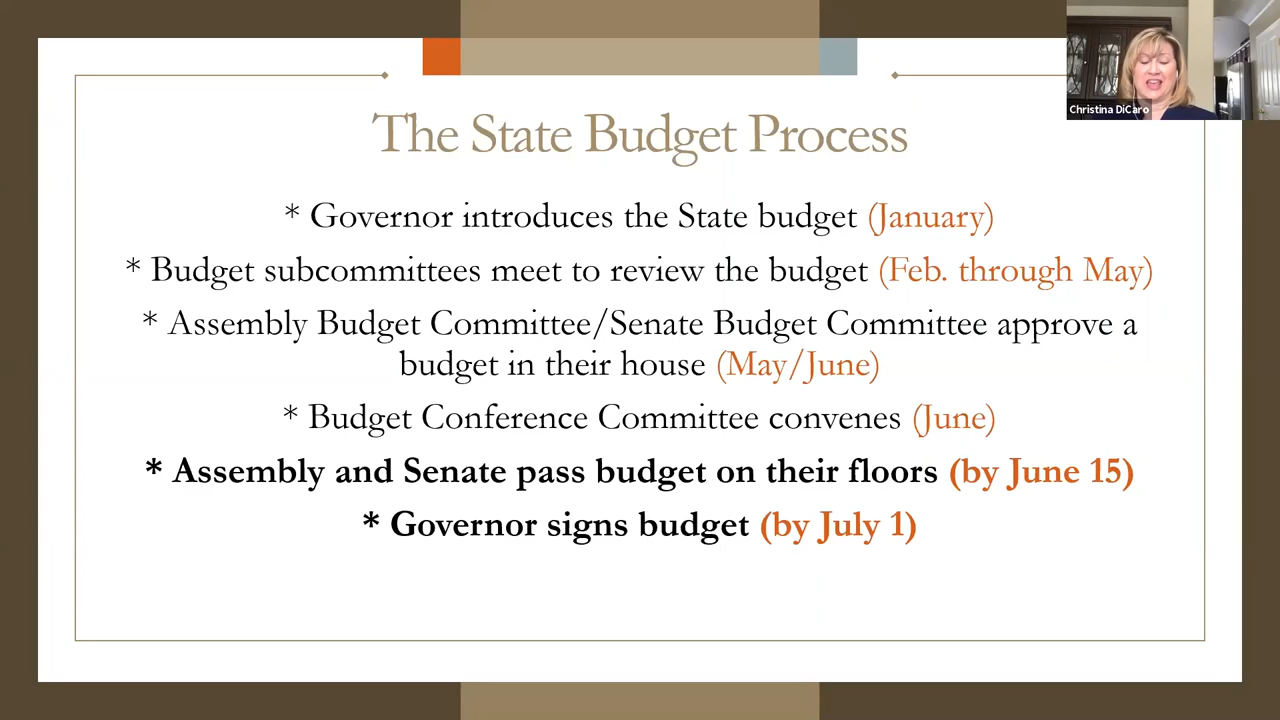 Christina DiCaro
The State Budget Process
* Governor introduces the State budget (January)
* Budget subcommittees meet to review the budget (Feb. through May)
* Assembly Budget Committee/Senate Budget Committee approve a
budget in their house (May/June)
* Budget Conference Committee convenes (June)
* Assembly and Senate pass budget on their floors (by June 15)
* Governor signs budget (by July 1)